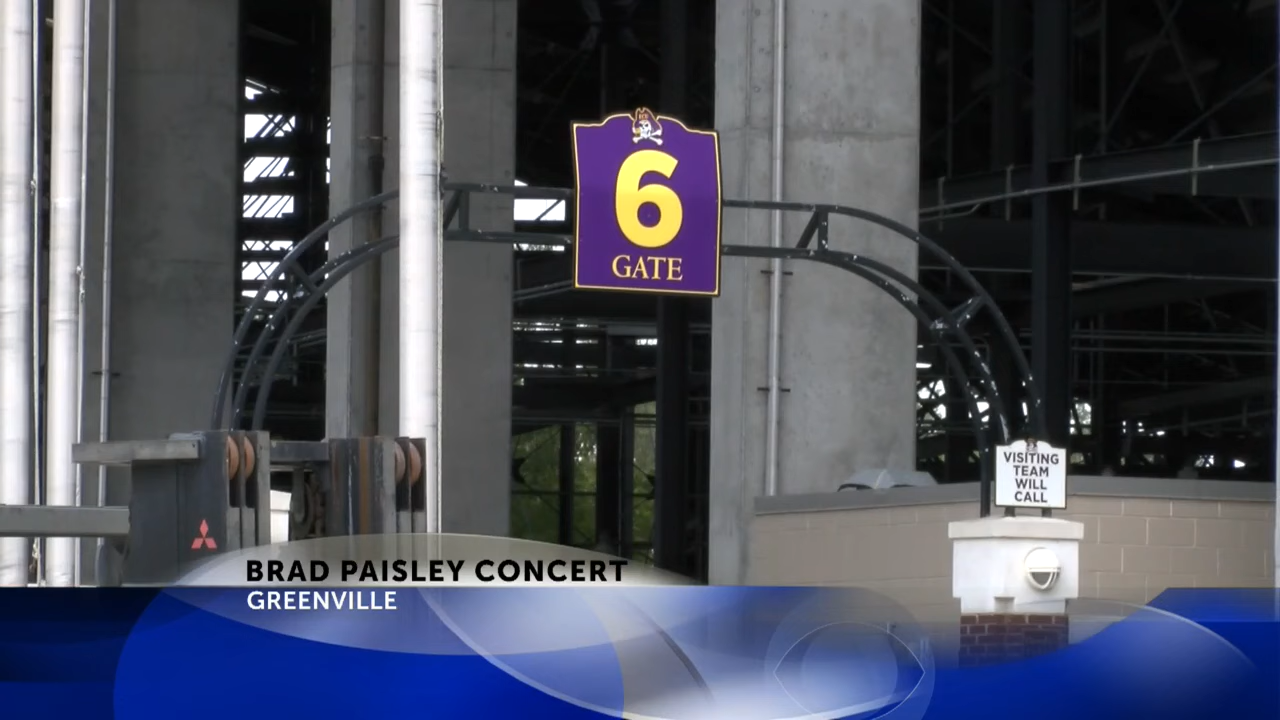 6
GATE
VISITING
TEAM
WILL
CALL
BRAD PAISLEY CONCERT
GREENVILLE